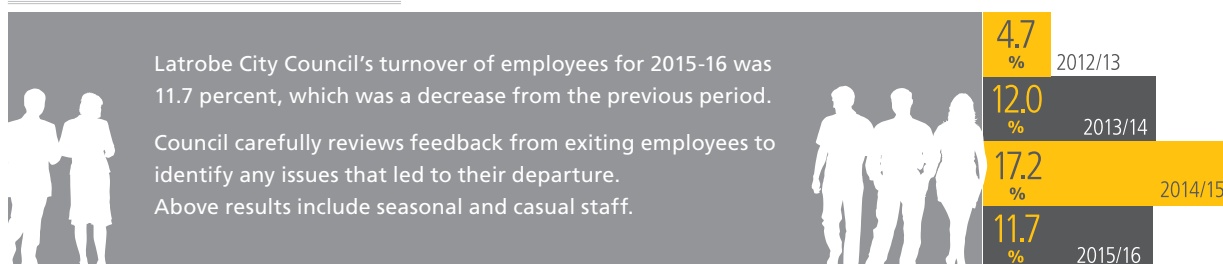 Latrobe City Council's turnover of employees for 2015-16 was
11.7 percent, which was a decrease from the previous period.
Council carefully reviews feedback from exiting employees to
identify any issues that led to their departure.
Above results include seasonal and casual staff.
4.7
%
2012/13
12.0
%
2013/14
17.2
%
2014/15
11.7
%
2015/16